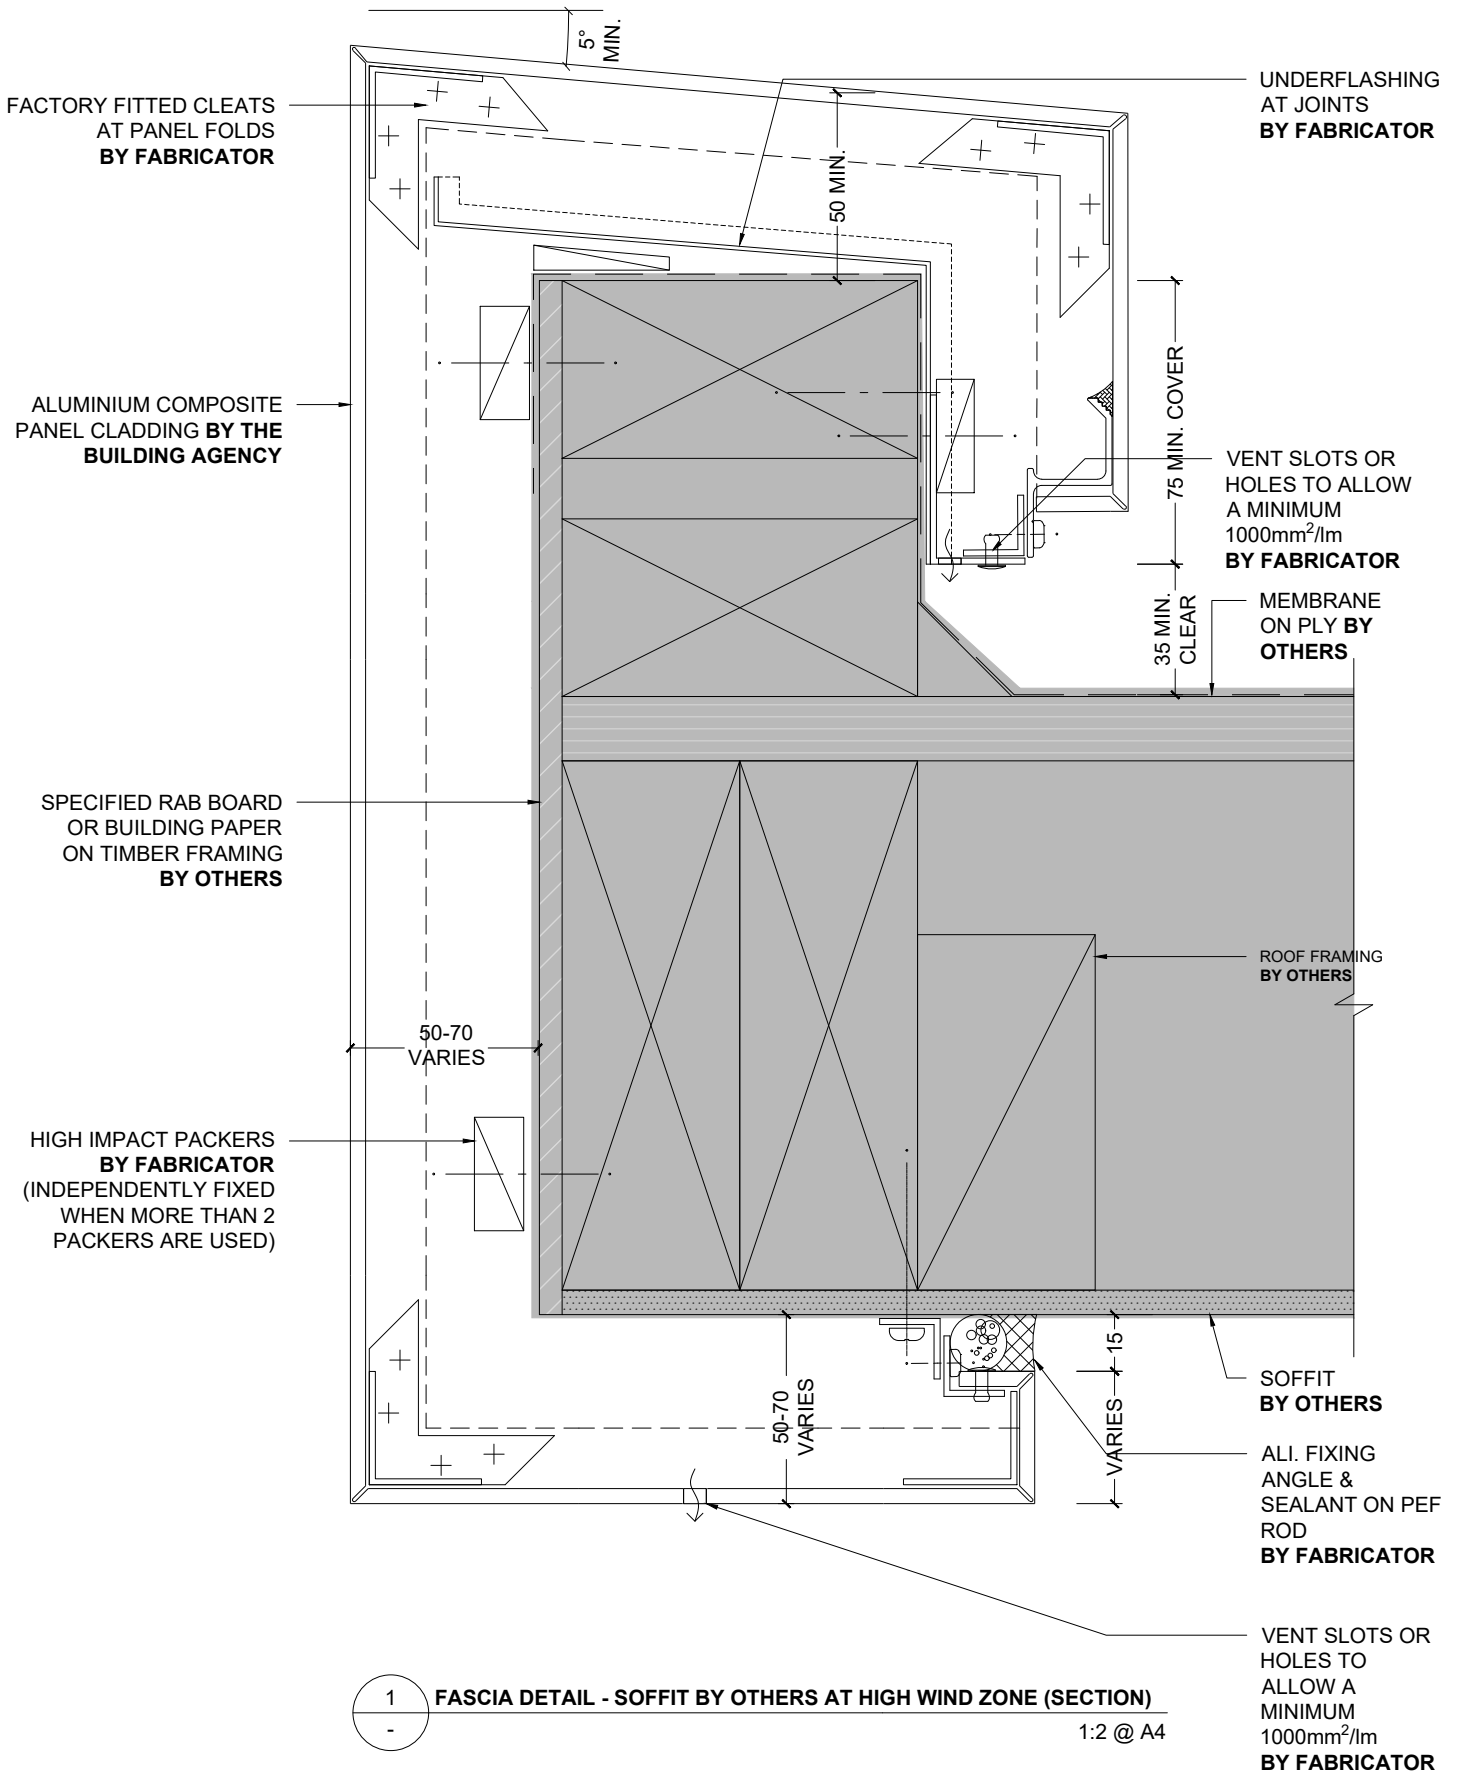 5°
MIN.
FACTORY FITTED CLEATS
AT PANEL FOLDS
BY FABRICATOR
UNDERFLASHING
AT JOINTS
BY FABRICATOR
50 MIN.
ALUMINIUM COMPOSITE
PANEL CLADDING BY THE
BUILDING AGENCY
75 MIN. COVER
VENT SLOTS OR
HOLES TO ALLOW
A MINIMUM
1000mm²/lm
BY FABRICATOR
35 MIN.
CLEAR
MEMBRANE
ON PLY BY
OTHERS
SPECIFIED RAB BOARD
OR BUILDING PAPER
ON TIMBER FRAMING
BY OTHERS
ROOF FRAMING
BY OTHERS
50-70
VARIES
HIGH IMPACT PACKERS
BY FABRICATOR
(INDEPENDENTLY FIXED
WHEN MORE THAN 2
PACKERS ARE USED)
50-70
VARIES
15
VARIES
SOFFIT
BY OTHERS
ALI. FIXING
ANGLE &
SEALANT ON PEF
ROD
BY FABRICATOR
VENT SLOTS OR
HOLES TO
ALLOW A
MINIMUM
1000mm²/lm
BY FABRICATOR
1
-
FASCIA DETAIL - SOFFIT BY OTHERS AT HIGH WIND ZONE (SECTION)
1:2 @ A4